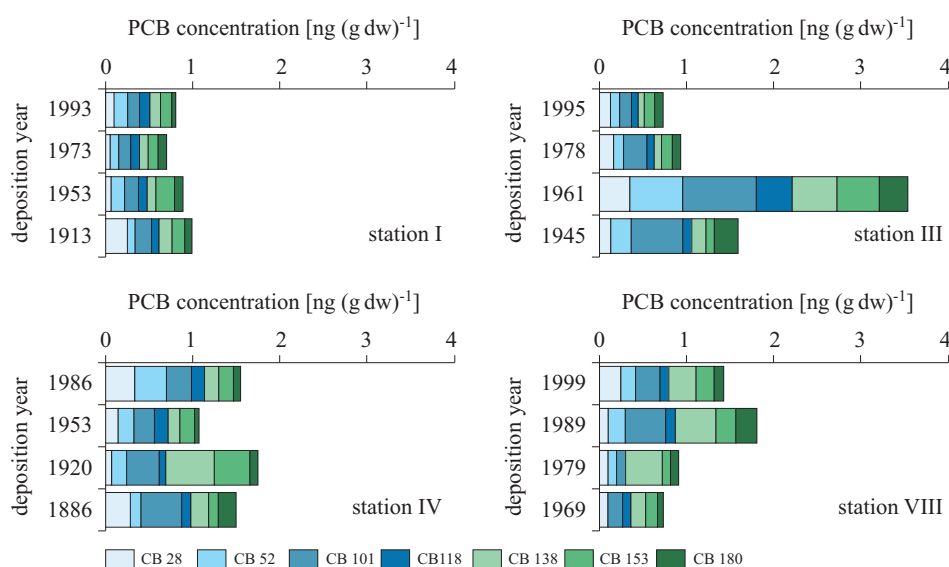 PCB concentration [ng (g dw)⁻¹]
0 1 2 3 4
deposition year
1993
1973
1953
1913
station I
PCB concentration [ng (g dw)⁻¹]
0 1 2 3 4
deposition year
1995
1978
1961
1945
station III
PCB concentration [ng (g dw)⁻¹]
0 1 2 3 4
deposition year
1986
1953
1920
1886
station IV
PCB concentration [ng (g dw)⁻¹]
0 1 2 3 4
deposition year
1999
1989
1979
1969
station VIII
CB 28 CB 52 CB 101 CB118 CB 138 CB 153 CB 180